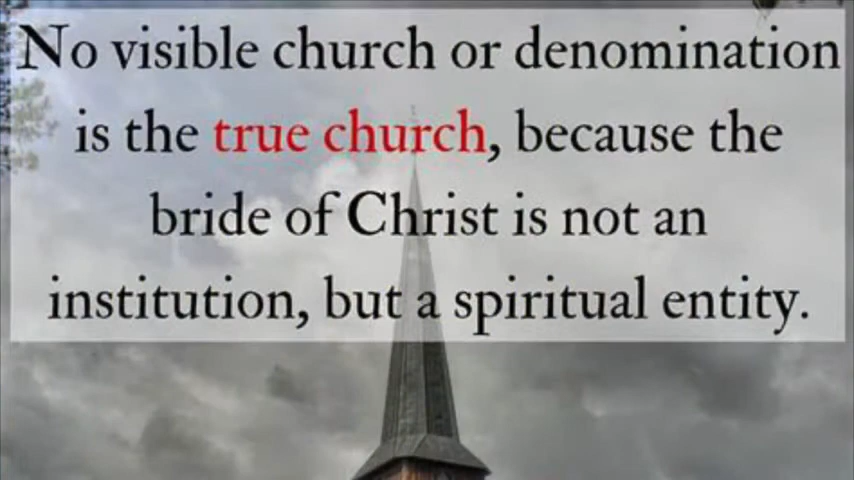 No visible church or denomination
is the true church, because the
bride of Christ is not an
institution, but a spiritual entity.